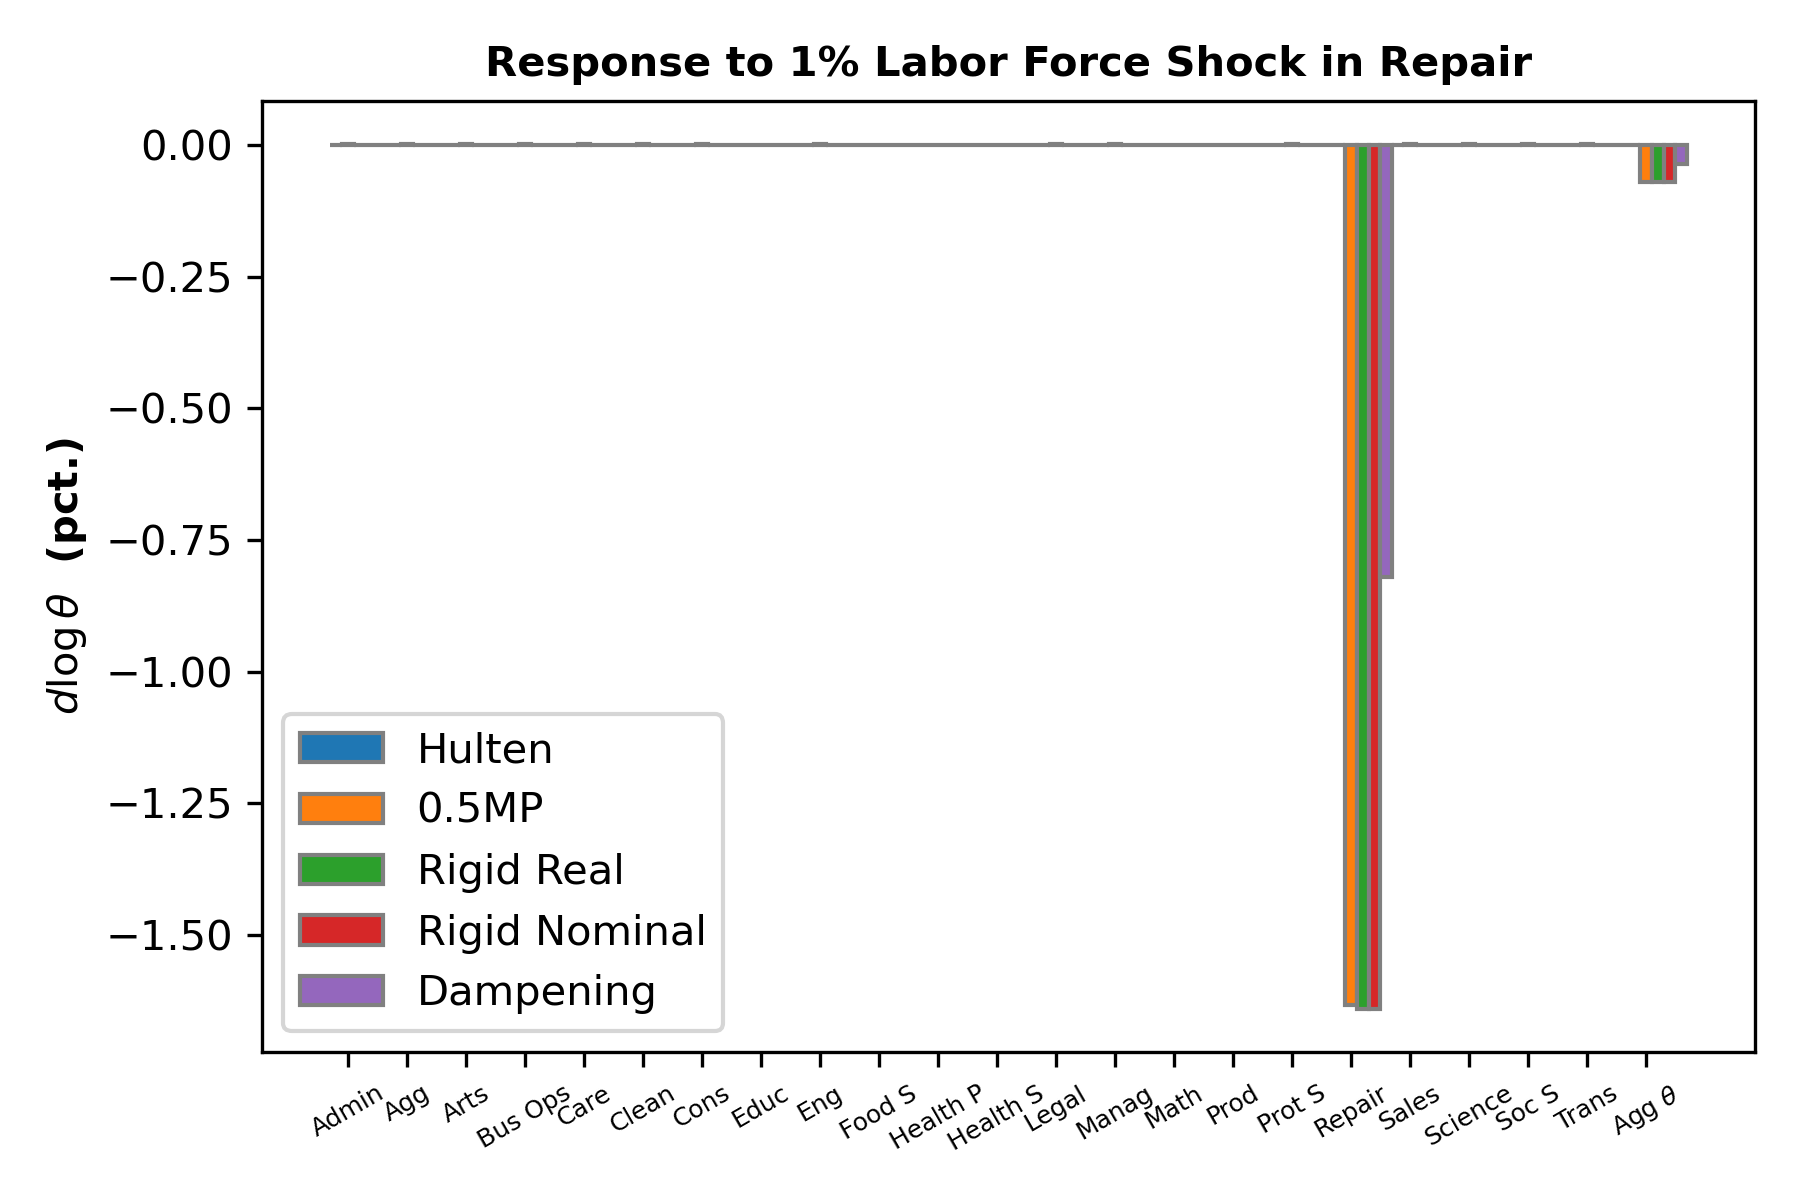 Response to 1% Labor Force Shock in Repair
d log θ (pct.)
0.00
−0.25
−0.50
−0.75
−1.00
−1.25
−1.50
Hulten
0.5MP
Rigid Real
Rigid Nominal
Dampening
Admin
Agg
Arts
Bus Ops
Care
Clean
Cons
Educ
Eng
Food S
Health P
Health S
Legal
Manag
Math
Prod
Prot S
Repair
Sales
Science
Soc S
Trans
Agg θ